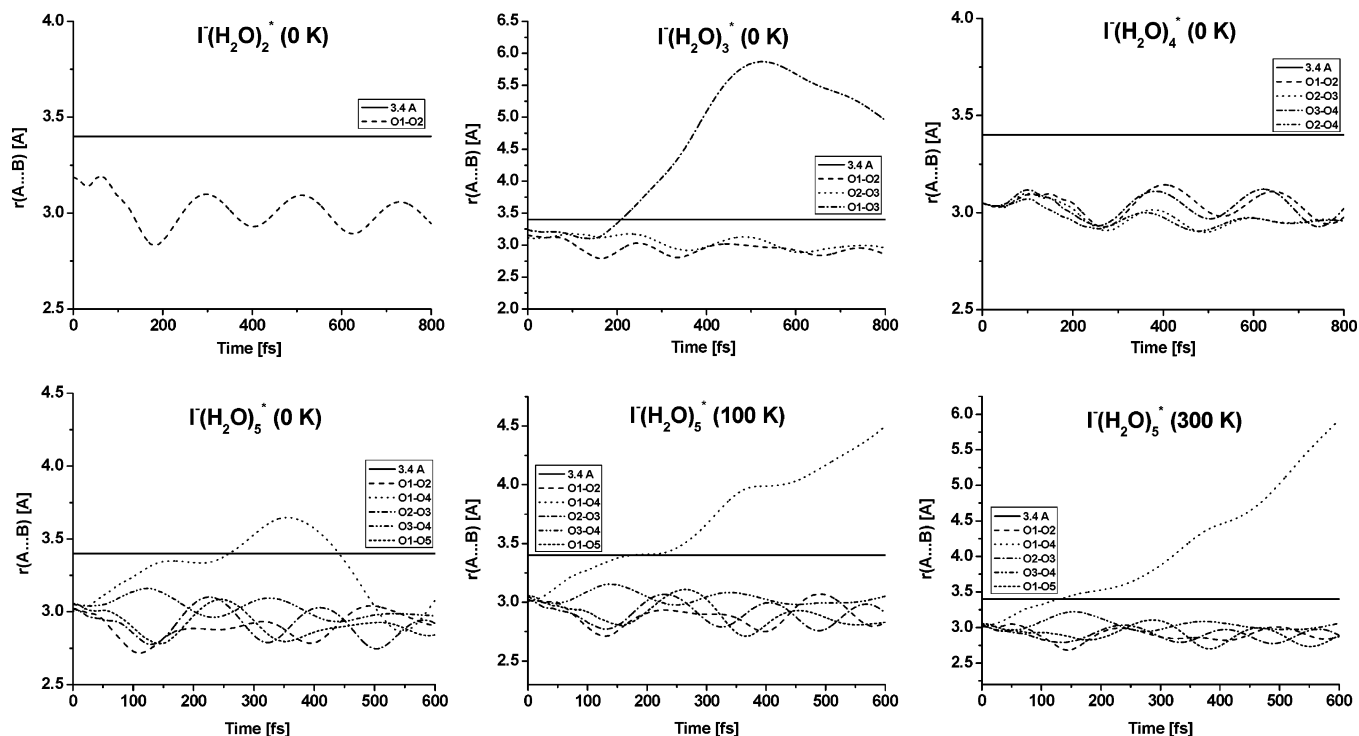 I⁻(H₂O)₂* (0 K)
4.0
3.5
3.0
2.5
r(A...B) [A]
3.4 A
O1-O2
0
200
400
600
800
Time [fs]
I⁻(H₂O)₃* (0 K)
6.5
6.0
5.5
5.0
4.5
4.0
3.5
3.0
2.5
2.0
r(A...B) [A]
3.4 A
O1-O2
O2-O3
O1-O3
0
200
400
600
800
Time [fs]
I⁻(H₂O)₄* (0 K)
4.0
3.5
3.0
2.5
r(A...B) [A]
3.4 A
O1-O2
O2-O3
O3-O4
O2-O4
0
200
400
600
800
Time [fs]
I⁻(H₂O)₅* (0 K)
4.5
4.0
3.5
3.0
2.5
r(A...B) [A]
3.4 A
O1-O2
O1-O4
O2-O3
O3-O4
O1-O5
0
100
200
300
400
500
600
Time [fs]
I⁻(H₂O)₅* (100 K)
4.5
4.0
3.5
3.0
2.5
r(A...B) [A]
3.4 A
O1-O2
O1-O4
O2-O3
O3-O4
O1-O5
0
100
200
300
400
500
600
Time [fs]
I⁻(H₂O)₅* (300 K)
6.0
5.5
5.0
4.5
4.0
3.5
3.0
2.5
r(A...B) [A]
3.4 A
O1-O2
O1-O4
O2-O3
O3-O4
O1-O5
0
100
200
300
400
500
600
Time [fs]